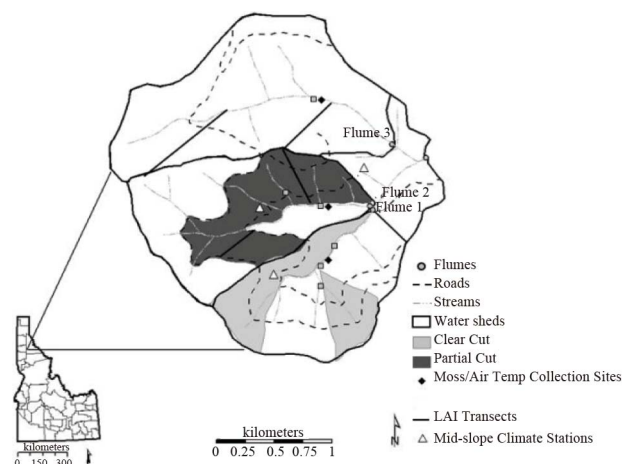 Flume 3
Flume 2
Flume 1
Flumes
Roads
Streams
Water sheds
Clear Cut
Partial Cut
Moss/Air Temp Collection Sites
LAI Transects
Mid-slope Climate Stations
N
kilometers
0 0.25 0.5 0.75 1
kilometers
0 150 300